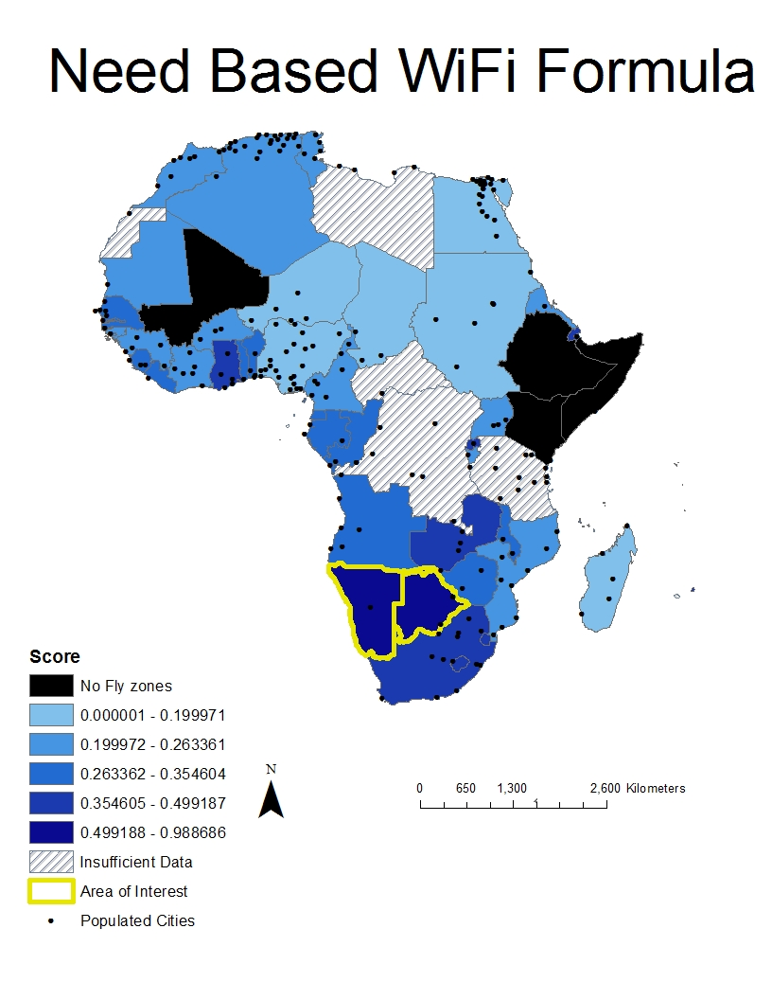 Need Based WiFi Formula
Score
No Fly zones
0.000001 - 0.199971
0.199972 - 0.263361
0.263362 - 0.354604
0.354605 - 0.499187
0.499188 - 0.988686
Insufficient Data
Area of Interest
Populated Cities
N
0 650 1,300 2,600 Kilometers